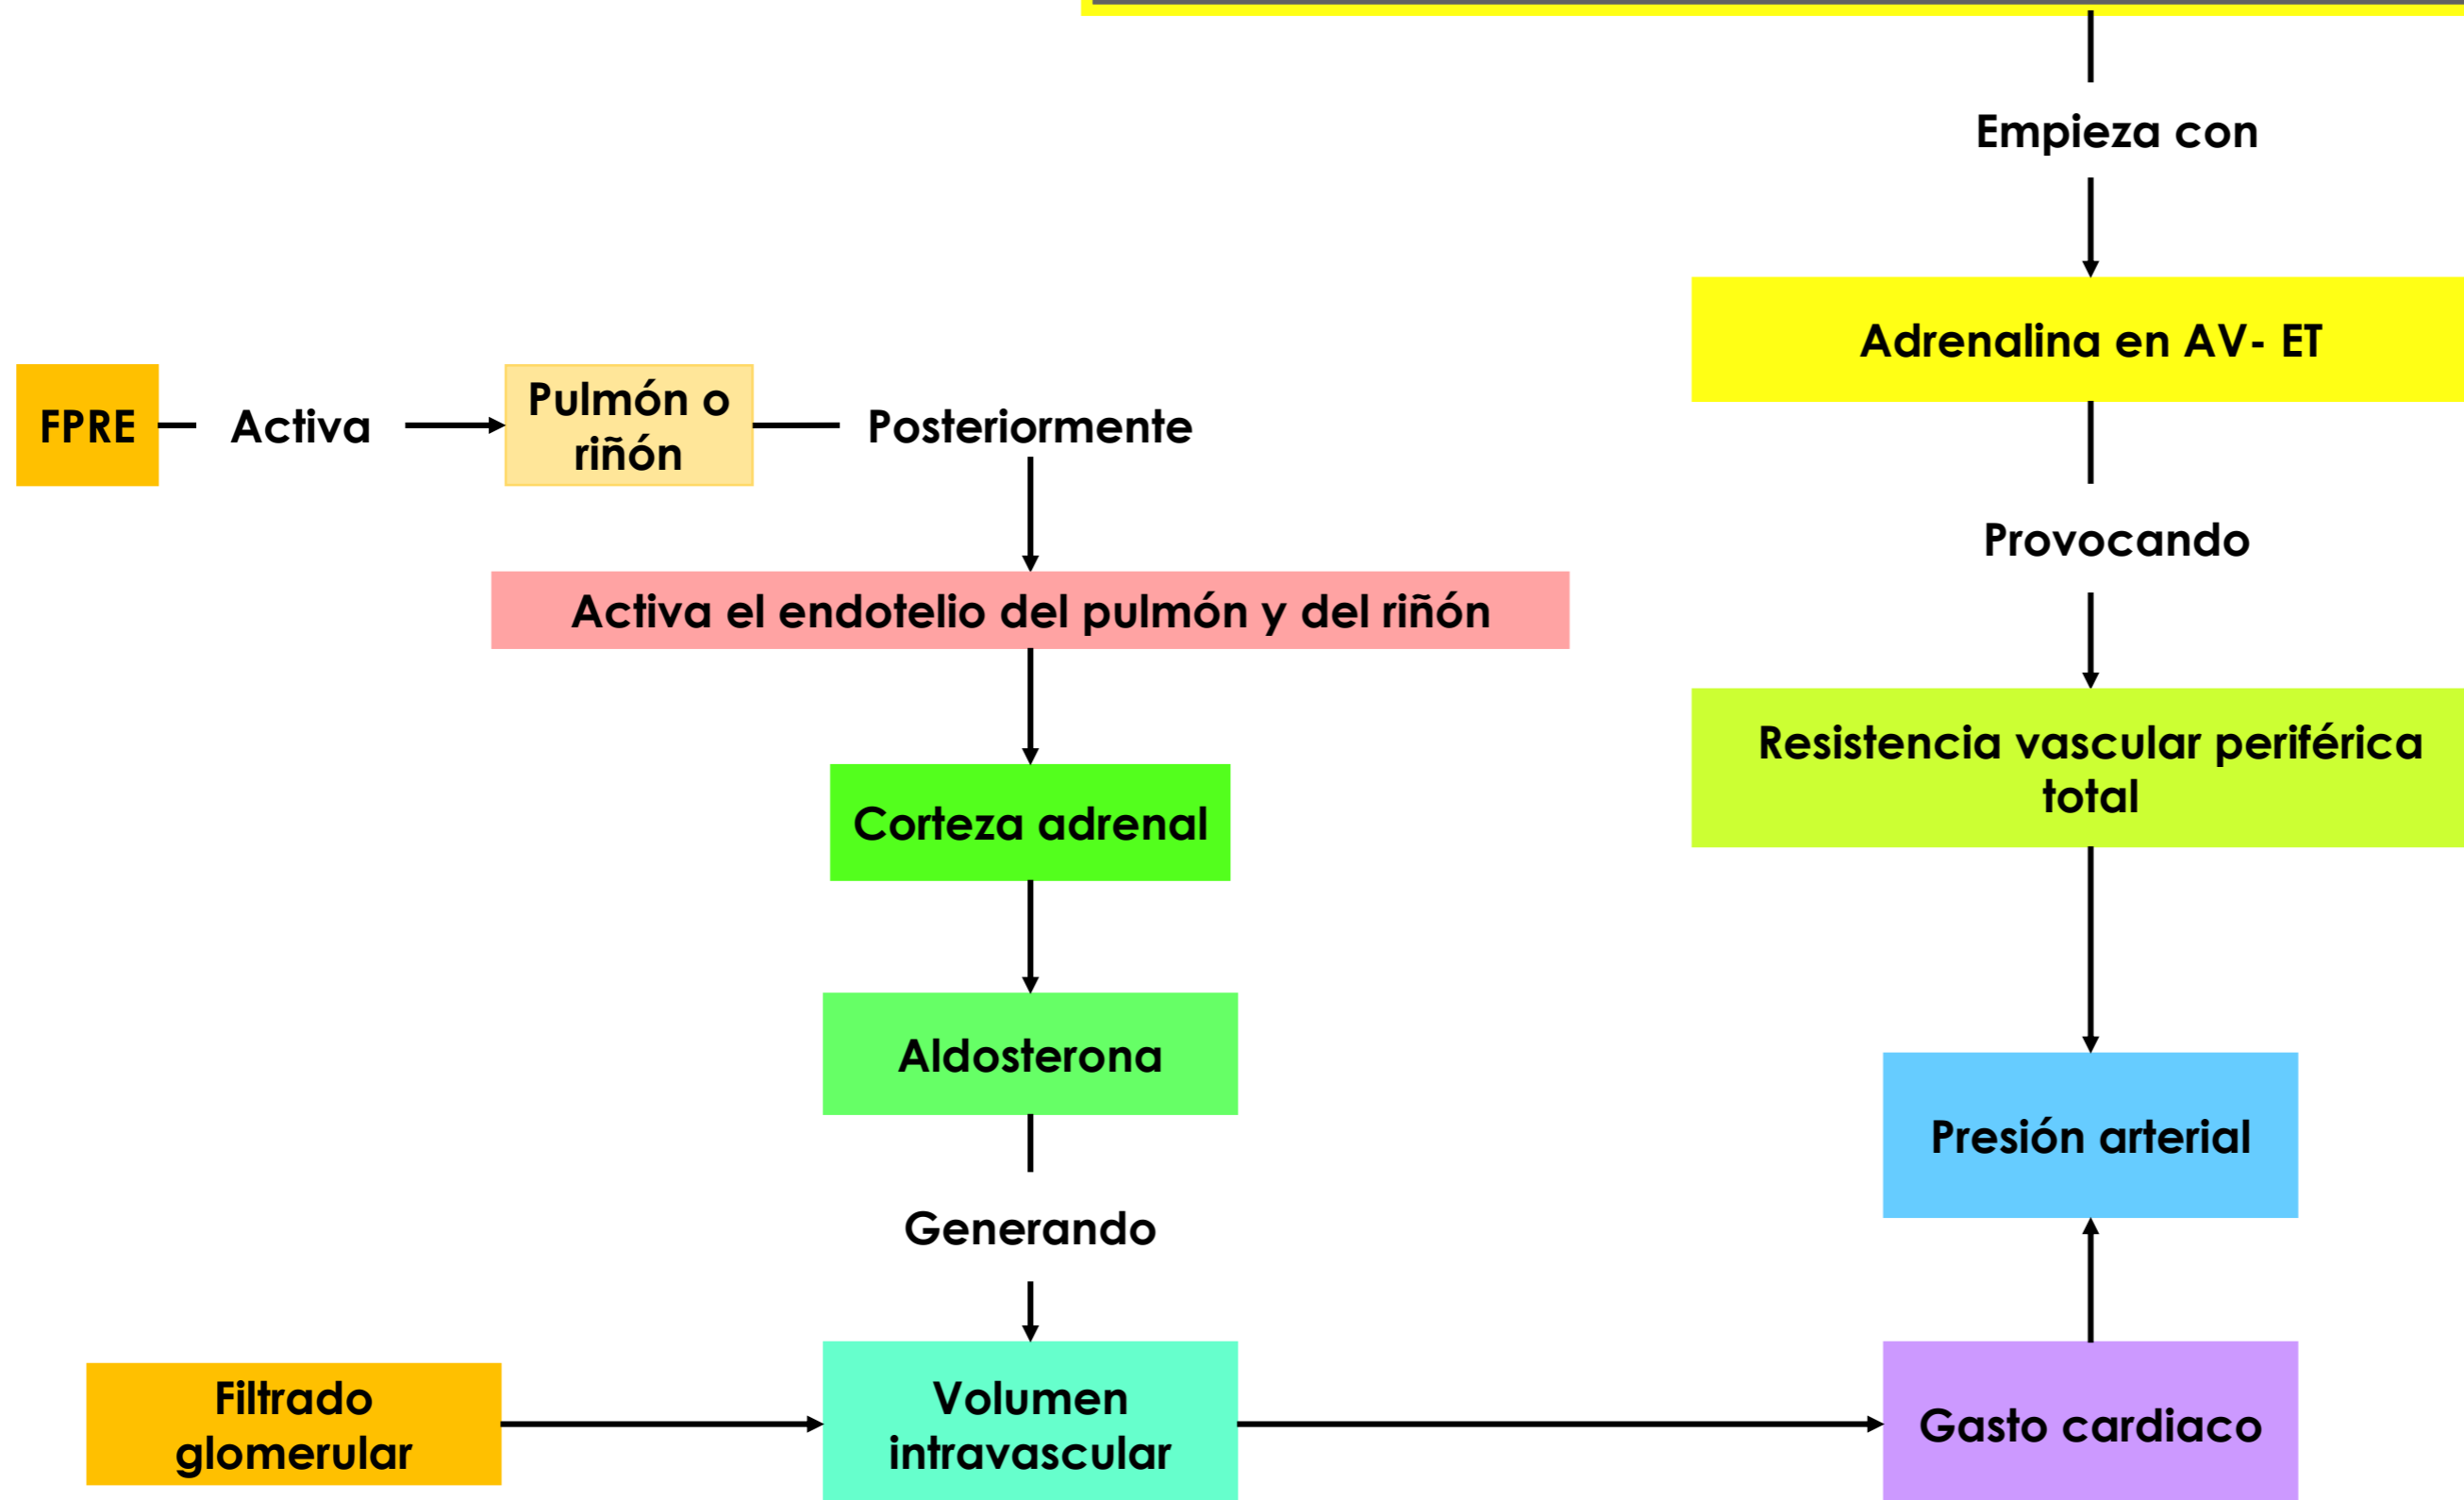 Empieza con
Adrenalina en AV- ET
FPRE
Activa
Pulmón o
riñón
Posteriormente
Provocando
Activa el endotelio del pulmón y del riñón
Resistencia vascular periférica
total
Corteza adrenal
Aldosterona
Presión arterial
Generando
Filtrado
glomerular
Volumen
intravascular
Gasto cardiaco